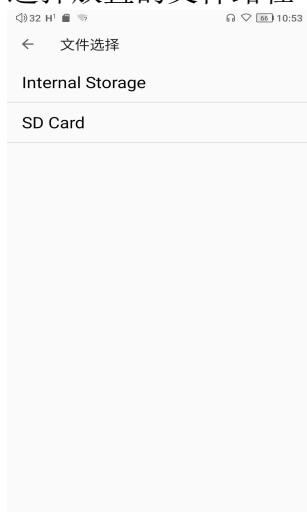 32 H 66 10:53
文件选择
Internal Storage
SD Card